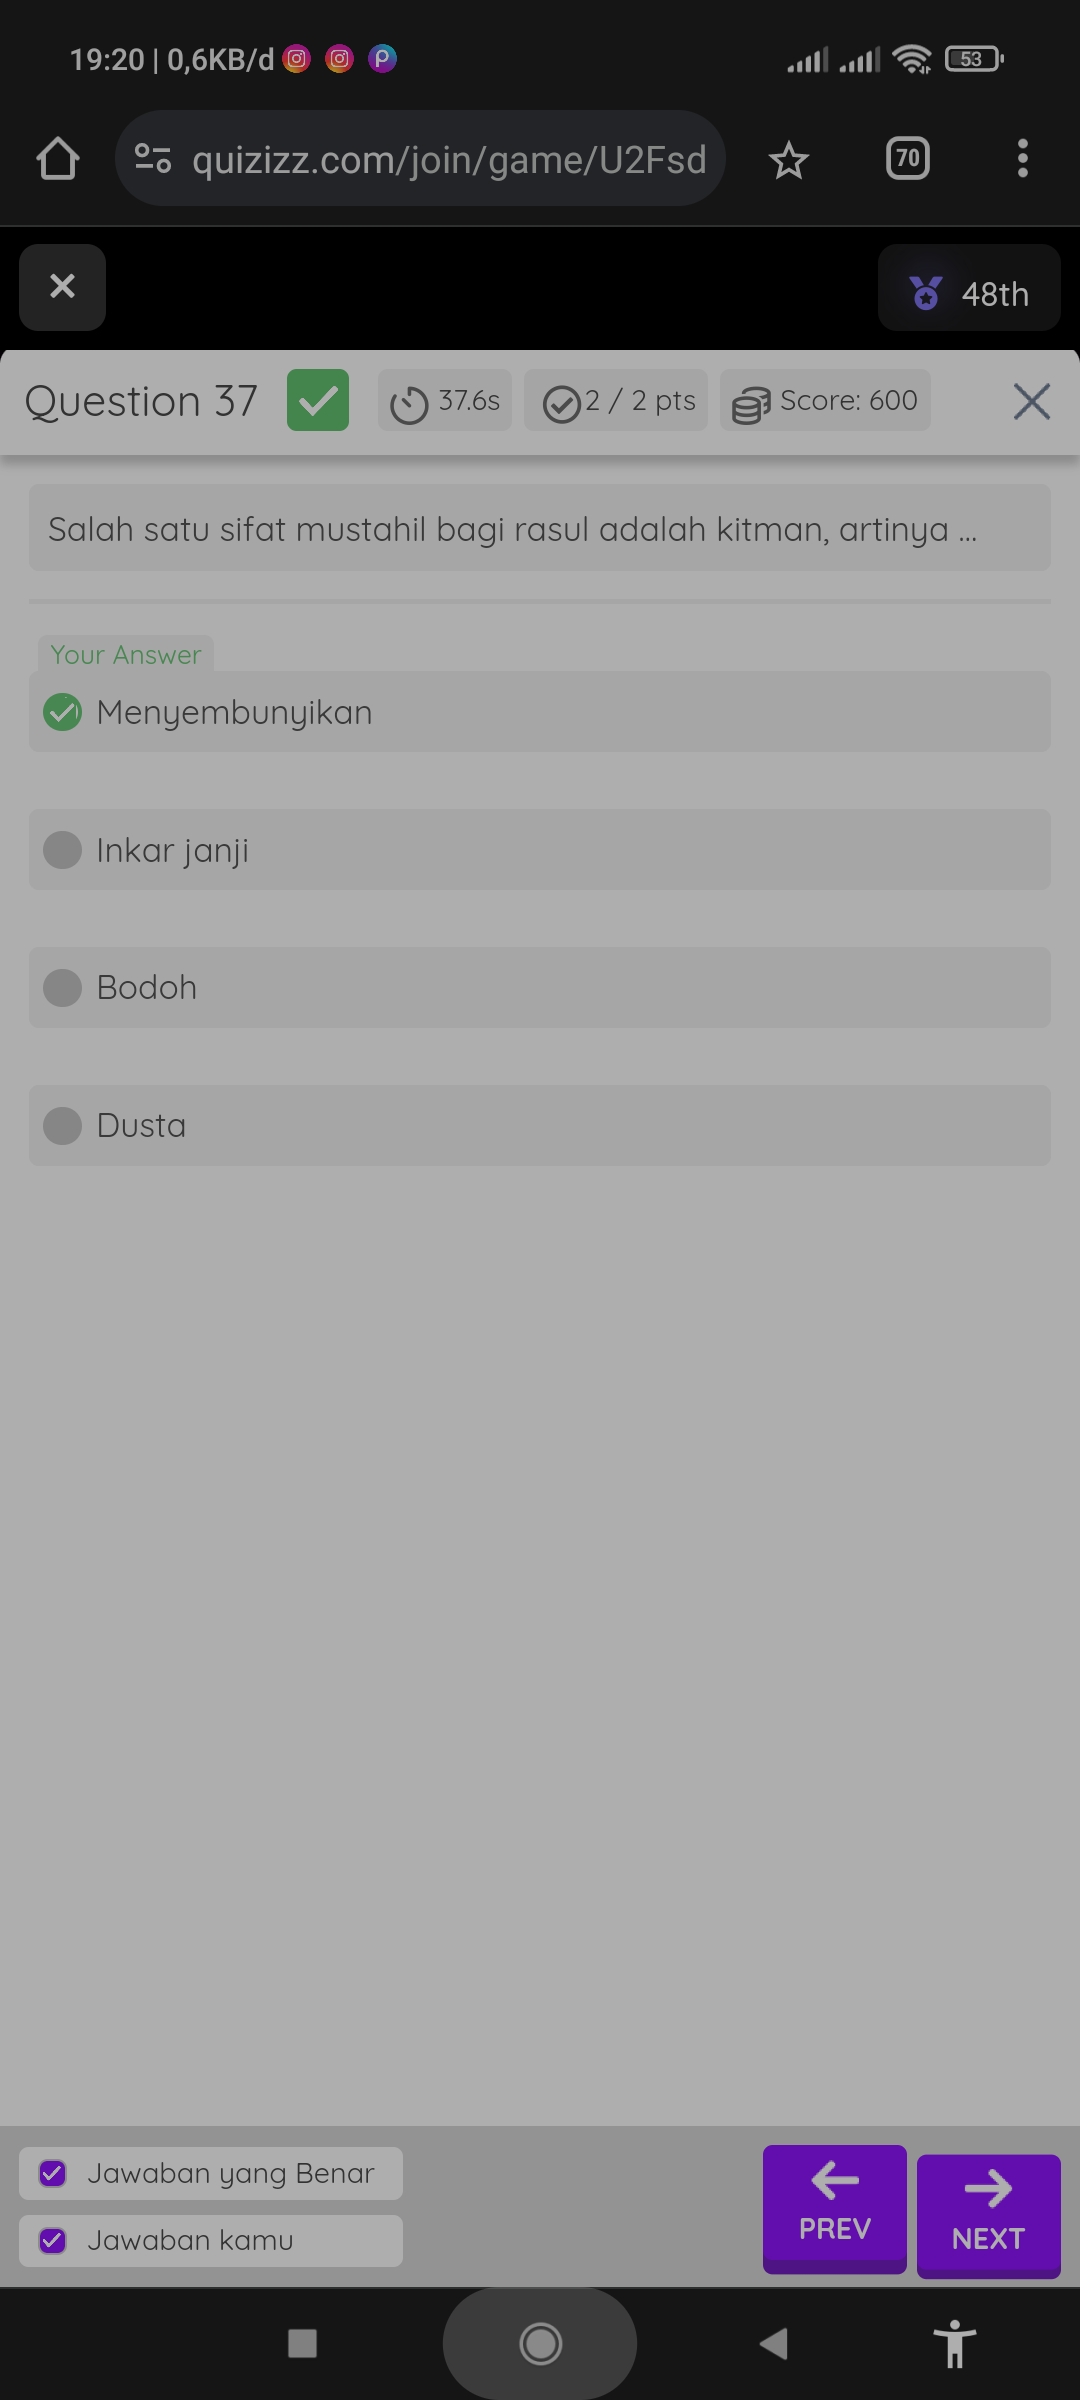 19:20 | 0,6KB/d
53
quizizz.com/join/game/U2Fsd
70
48th
Question 37
37.6s
2 / 2 pts
Score: 600
Salah satu sifat mustahil bagi rasul adalah kitman, artinya ...
Your Answer
Menyembunyikan
Inkar janji
Bodoh
Dusta
Jawaban yang Benar
Jawaban kamu
PREV
NEXT